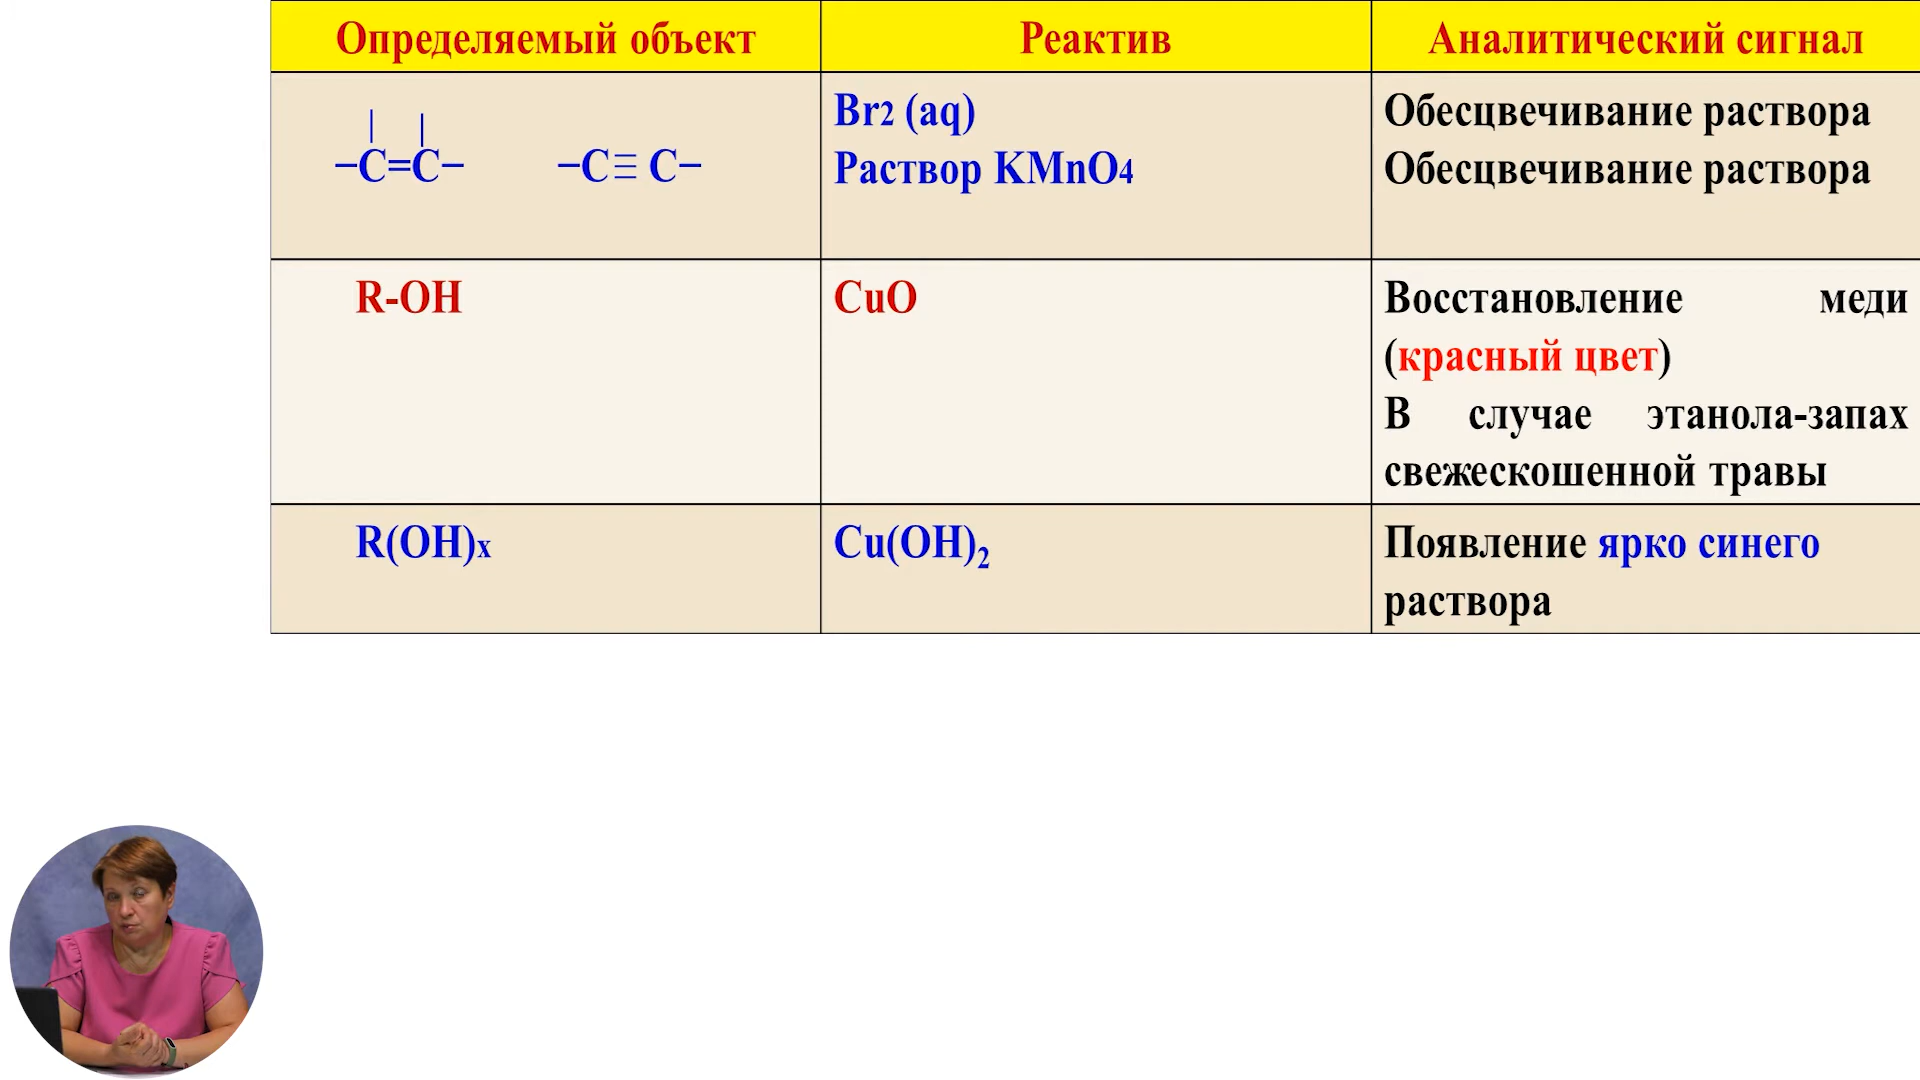 Определяемый объект
Реактив
Аналитический сигнал
−C=C− −C≡C−
Br2 (aq)
Раствор KMnO4
Обесцвечивание раствора
Обесцвечивание раствора
R-OH
CuO
Восстановление меди
(красный цвет)
В случае этанола-запах
свежескошенной травы
R(OH)x
Cu(OH)2
Появление ярко синего
раствора